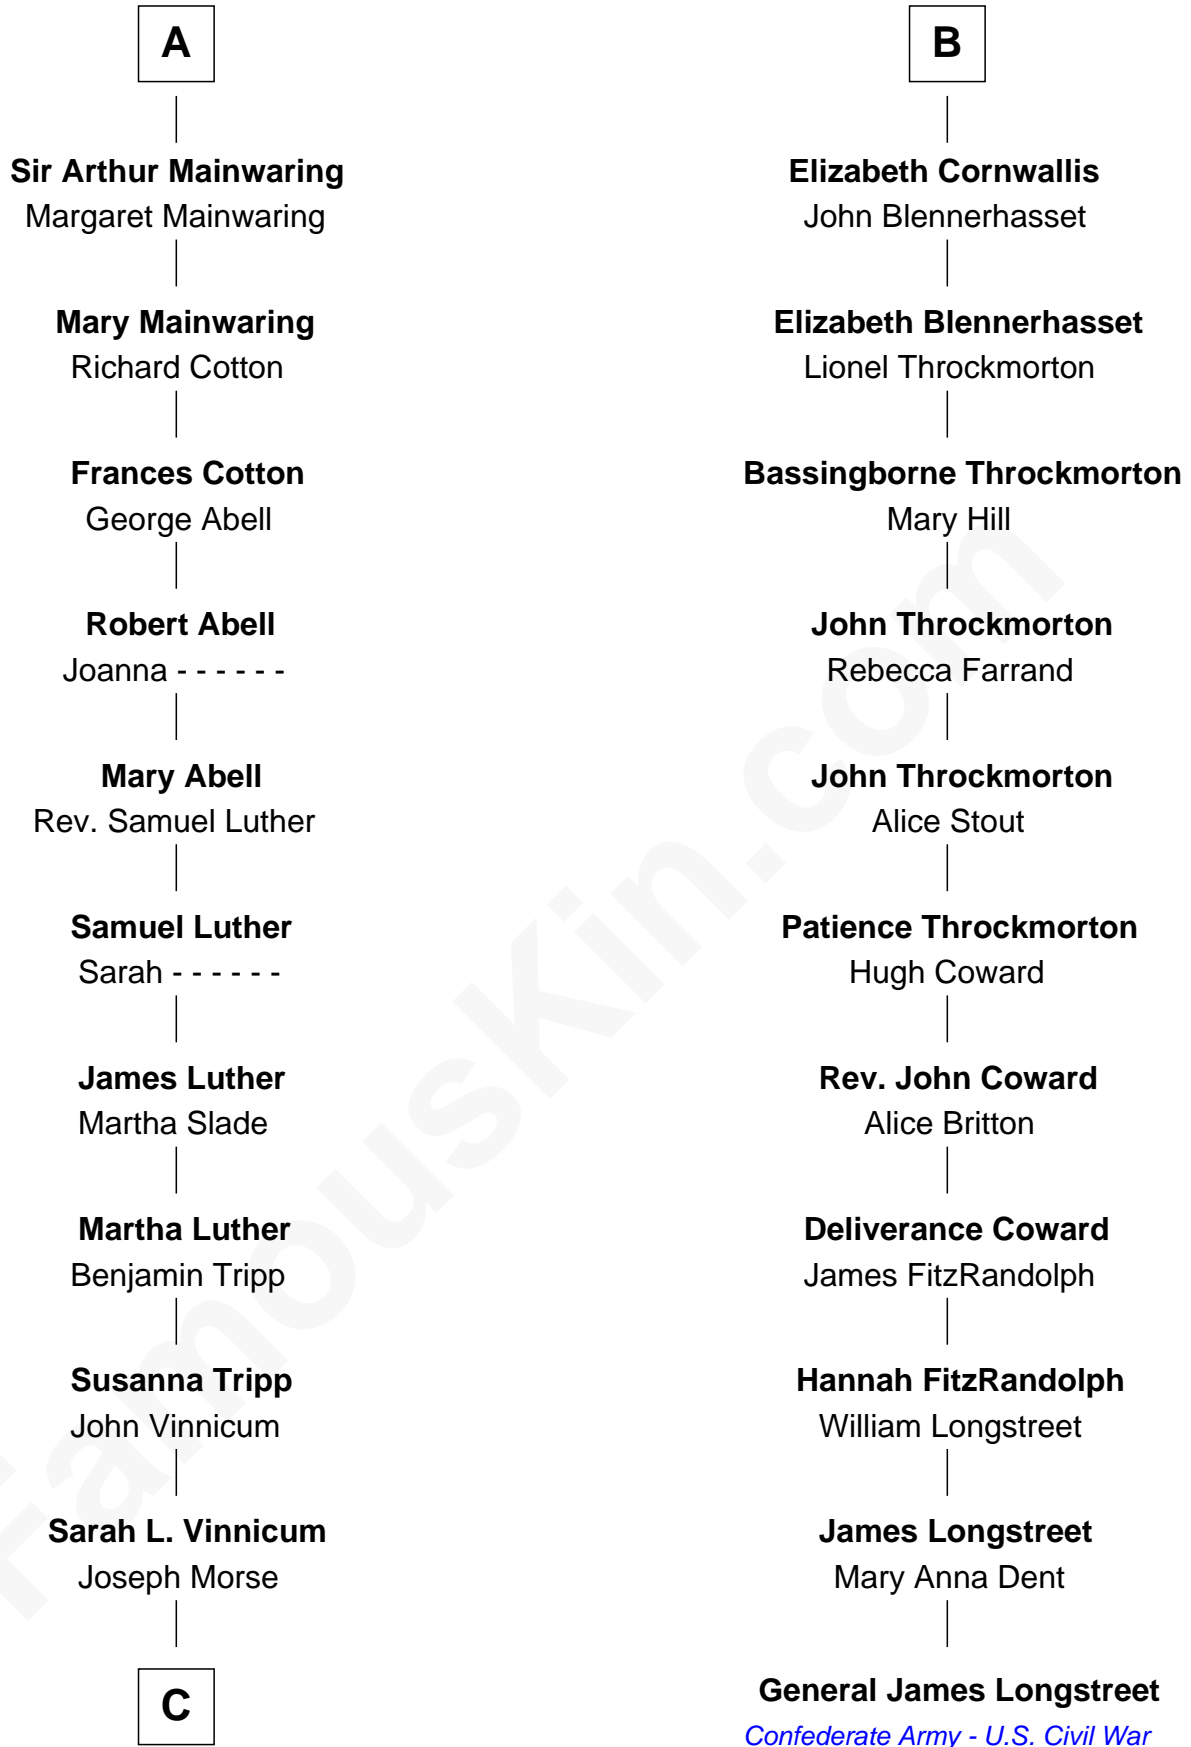 A
Sir Arthur Mainwaring
Margaret Mainwaring
Mary Mainwaring
Richard Cotton
Frances Cotton
George Abell
Robert Abell
Joanna - - - - - -
Mary Abell
Rev. Samuel Luther
Samuel Luther
Sarah - - - - - -
James Luther
Martha Slade
Martha Luther
Benjamin Tripp
Susanna Tripp
John Vinnicum
Sarah L. Vinnicum
Joseph Morse
C
B
Elizabeth Cornwallis
John Blennerhasset
Elizabeth Blennerhasset
Lionel Throckmorton
Bassingborne Throckmorton
Mary Hill
John Throckmorton
Rebecca Farrand
John Throckmorton
Alice Stout
Patience Throckmorton
Hugh Coward
Rev. John Coward
Alice Britton
Deliverance Coward
James FitzRandolph
Hannah FitzRandolph
William Longstreet
James Longstreet
Mary Anna Dent
General James Longstreet
Confederate Army - U.S. Civil War
FamousKin.com